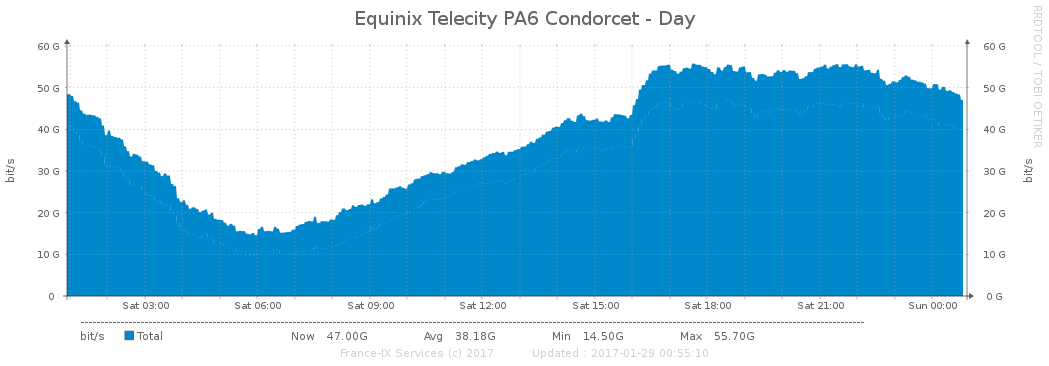 Equinix Telecity PA6 Condorcet - Day
RRDTOOL / TOBI OETIKER
60 G 60 G
50 G 50 G
40 G 40 G
30 G 30 G
20 G 20 G
10 G 10 G
0 0 G
bit/s bit/s
Sat 03:00 Sat 06:00 Sat 09:00 Sat 12:00 Sat 15:00 Sat 18:00 Sat 21:00 Sun 00:00
bit/s Total Now 47.00G Avg 38.18G Min 14.50G Max 55.70G
France-IX Services (c) 2017 Updated : 2017-01-29 00:55:10